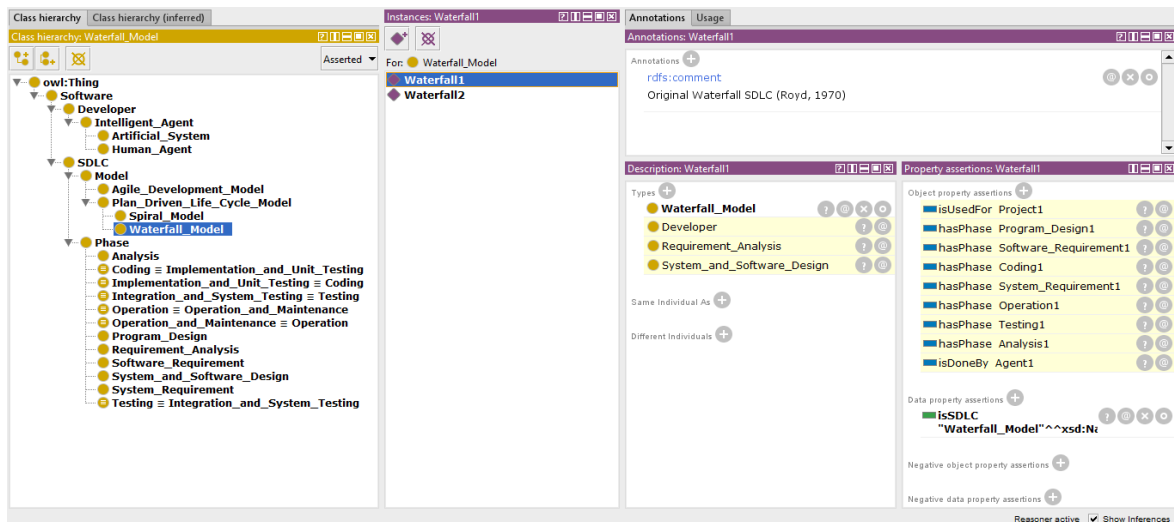 Class hierarchy Class hierarchy (inferred)
Class hierarchy: Waterfall_Model
Asserted
owl:Thing
Software
Developer
Intelligent_Agent
Artificial_System
Human_Agent
SDLC
Model
Agile_Development_Model
Plan_Driven_Life_Cycle_Model
Spiral_Model
Waterfall_Model
Phase
Analysis
Coding ≡ Implementation_and_Unit_Testing
Implementation_and_Unit_Testing ≡ Coding
Integration_and_System_Testing ≡ Testing
Operation ≡ Operation_and_Maintenance
Operation_and_Maintenance ≡ Operation
Program_Design
Requirement_Analysis
Software_Requirement
System_and_Software_Design
System_Requirement
Testing ≡ Integration_and_System_Testing
Instances: Waterfall1
For: Waterfall_Model
Waterfall1
Waterfall2
Annotations Usage
Annotations: Waterfall1
Annotations
rdfs:comment
Original Waterfall SDLC (Royd, 1970)
Description: Waterfall1
Types
Waterfall_Model
Developer
Requirement_Analysis
System_and_Software_Design
Same Individual As
Different Individuals
Property assertions: Waterfall1
Object property assertions
isUsedFor Project1
hasPhase Program_Design1
hasPhase Software_Requirement1
hasPhase Coding1
hasPhase System_Requirement1
hasPhase Operation1
hasPhase Testing1
hasPhase Analysis1
isDoneBy Agent1
Data property assertions
isSDLC
"Waterfall_Model"^^xsd:Na
Negative object property assertions
Negative data property assertions
Reasoner active Show Inferences